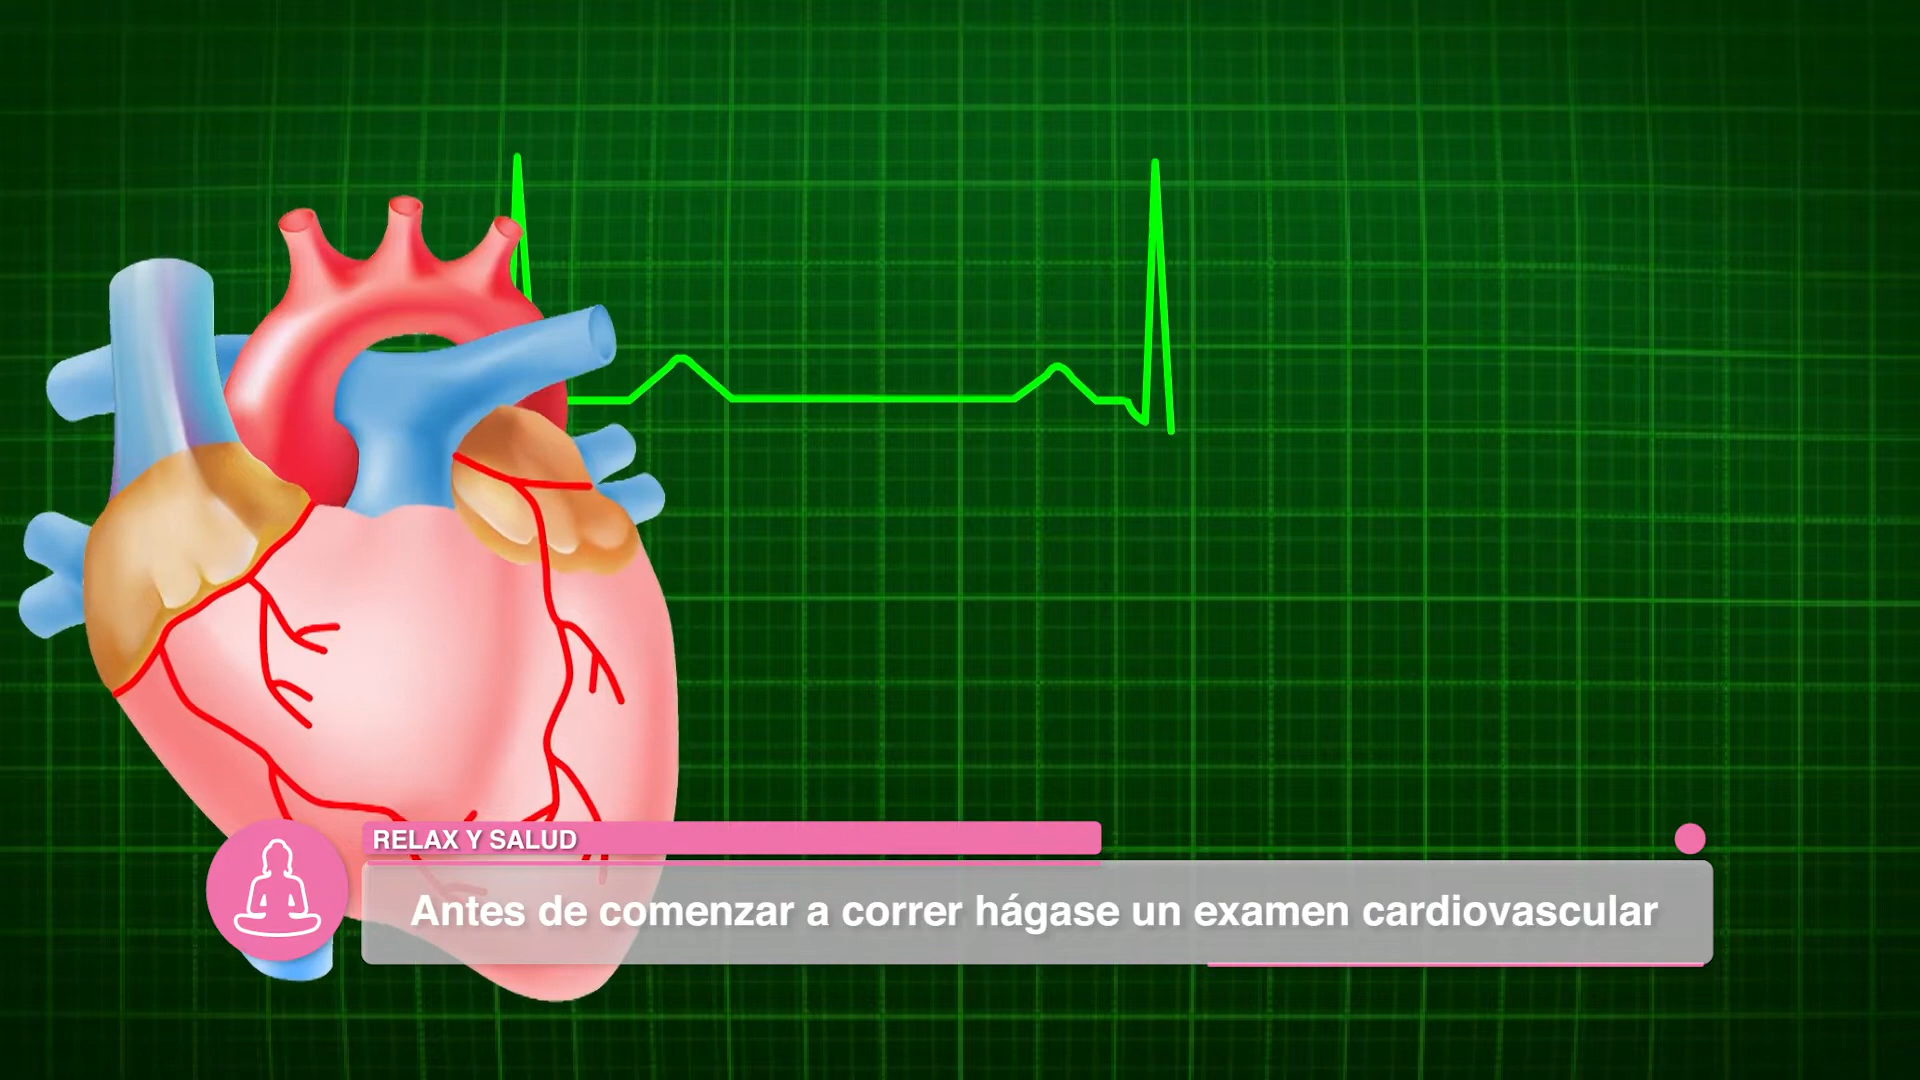 RELAX Y SALUD
Antes de comenzar a correr hágase un examen cardiovascular